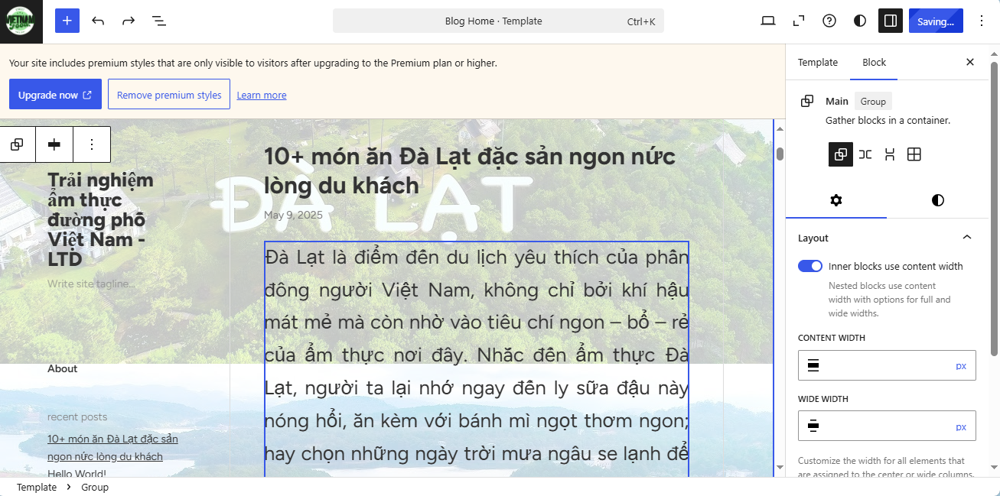 VIETNAM
FOOD
Blog Home · Template
Ctrl+K
Saving...
Your site includes premium styles that are only visible to visitors after upgrading to the Premium plan or higher.
Upgrade now
Remove premium styles
Learn more
Trải nghiệm
ẩm thực
đường phố
Việt Nam -
LTD
Write site tagline...
About
recent posts
10+ món ăn Đà Lạt đặc sản
ngon nức lòng du khách
Hello World!
ĐÀ LẠT
10+ món ăn Đà Lạt đặc sản ngon nức
lòng du khách
May 9, 2025
Đà Lạt là điểm đến du lịch yêu thích của phần
đông người Việt Nam, không chỉ bởi khí hậu
mát mẻ mà còn nhờ vào tiêu chí ngon – bổ – rẻ
của ẩm thực nơi đây. Nhắc đến ẩm thực Đà
Lạt, người ta lại nhớ ngay đến ly sữa đậu này
nóng hổi, ăn kèm với bánh mì ngọt thơm ngon;
hay chọn những ngày trời mưa ngâu se lạnh để
Template
Block
Main
Group
Gather blocks in a container.
Layout
Inner blocks use content width
Nested blocks use content
width with options for full and
wide widths.
CONTENT WIDTH
px
WIDE WIDTH
px
Customize the width for all elements that
are assigned to the center or wide columns.
Template
Group